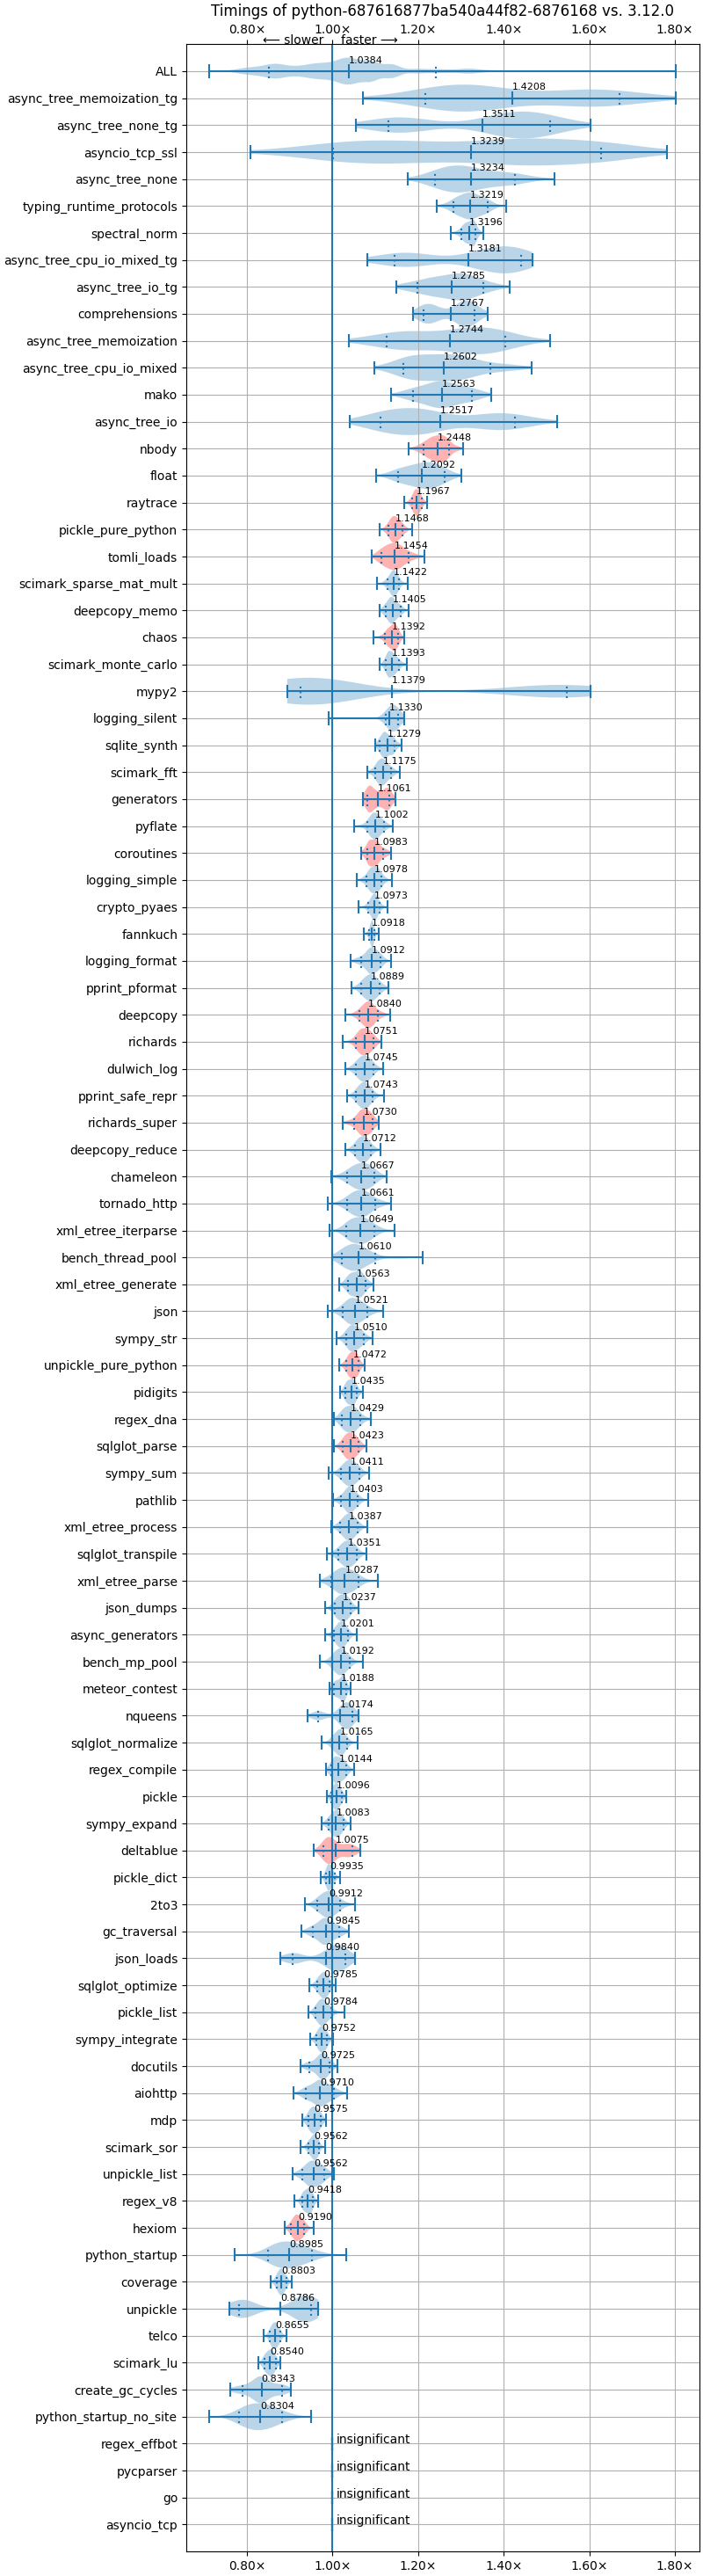 Timings of python-687616877ba540a44f82-6876168 vs. 3.12.0
0.80× 1.00× 1.20× 1.40× 1.60× 1.80×
⟵ slower faster ⟶
ALL 1.0384
async_tree_memoization_tg 1.4208
async_tree_none_tg 1.3511
asyncio_tcp_ssl 1.3239
async_tree_none 1.3234
typing_runtime_protocols 1.3219
spectral_norm 1.3196
async_tree_cpu_io_mixed_tg 1.3181
async_tree_io_tg 1.2785
comprehensions 1.2767
async_tree_memoization 1.2744
async_tree_cpu_io_mixed 1.2602
mako 1.2563
async_tree_io 1.2517
nbody 1.2448
float 1.2092
raytrace 1.1967
pickle_pure_python 1.1468
tomli_loads 1.1454
scimark_sparse_mat_mult 1.1422
deepcopy_memo 1.1405
chaos 1.1392
scimark_monte_carlo 1.1393
mypy2 1.1379
logging_silent 1.1330
sqlite_synth 1.1279
scimark_fft 1.1175
generators 1.1061
pyflate 1.1002
coroutines 1.0983
logging_simple 1.0978
crypto_pyaes 1.0973
fannkuch 1.0918
logging_format 1.0912
pprint_pformat 1.0889
deepcopy 1.0840
richards 1.0751
dulwich_log 1.0745
pprint_safe_repr 1.0743
richards_super 1.0730
deepcopy_reduce 1.0712
chameleon 1.0667
tornado_http 1.0661
xml_etree_iterparse 1.0649
bench_thread_pool 1.0610
xml_etree_generate 1.0563
json 1.0521
sympy_str 1.0510
unpickle_pure_python 1.0472
pidigits 1.0435
regex_dna 1.0429
sqlglot_parse 1.0423
sympy_sum 1.0411
pathlib 1.0403
xml_etree_process 1.0387
sqlglot_transpile 1.0351
xml_etree_parse 1.0287
json_dumps 1.0237
async_generators 1.0201
bench_mp_pool 1.0192
meteor_contest 1.0188
nqueens 1.0174
sqlglot_normalize 1.0165
regex_compile 1.0144
pickle 1.0096
sympy_expand 1.0083
deltablue 1.0075
pickle_dict 0.9935
2to3 0.9912
gc_traversal 0.9845
json_loads 0.9840
sqlglot_optimize 0.9785
pickle_list 0.9784
sympy_integrate 0.9752
docutils 0.9725
aiohttp 0.9710
mdp 0.9575
scimark_sor 0.9562
unpickle_list 0.9562
regex_v8 0.9418
hexiom 0.9190
python_startup 0.8985
coverage 0.8803
unpickle 0.8786
telco 0.8655
scimark_lu 0.8540
create_gc_cycles 0.8343
python_startup_no_site 0.8304
regex_effbot insignificant
pycparser insignificant
go insignificant
asyncio_tcp insignificant
0.80× 1.00× 1.20× 1.40× 1.60× 1.80×